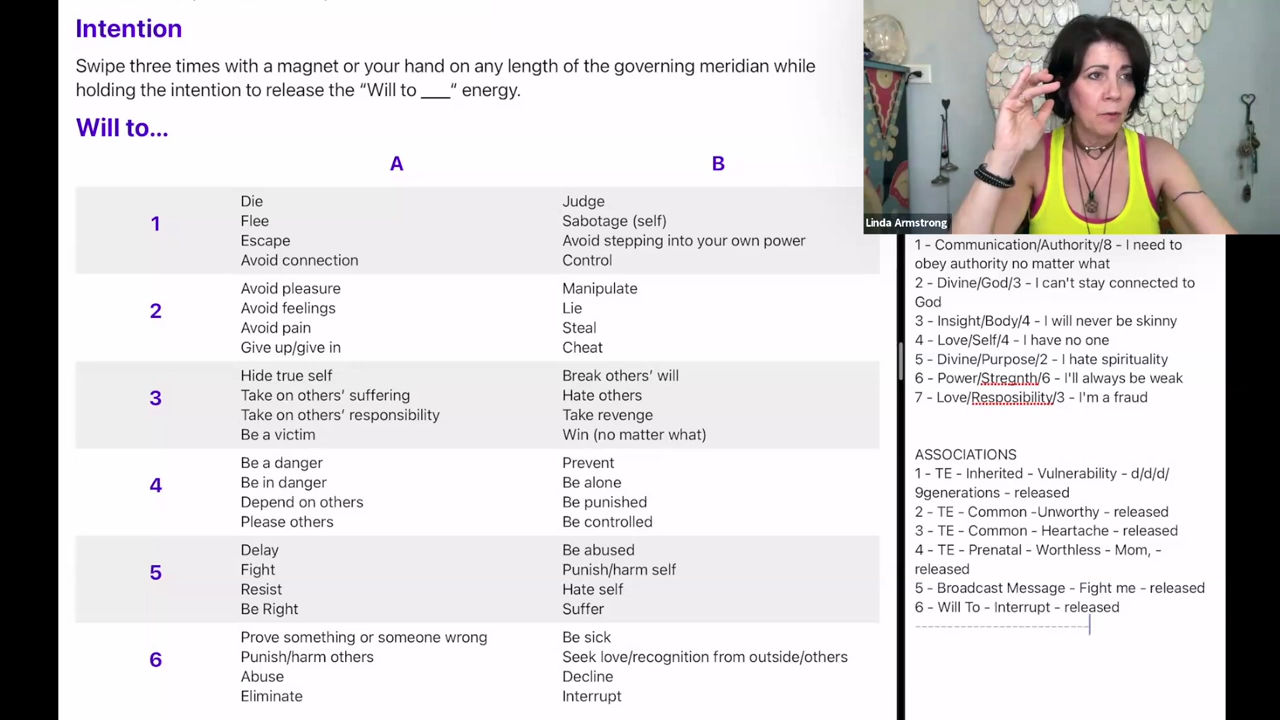 Intention
Swipe three times with a magnet or your hand on any length of the governing meridian while
holding the intention to release the “Will to ___“ energy.
Will to...
A B
1
Die Judge
Flee Sabotage (self)
Escape Avoid stepping into your own power
Avoid connection Control
2
Avoid pleasure Manipulate
Avoid feelings Lie
Avoid pain Steal
Give up/give in Cheat
3
Hide true self Break others’ will
Take on others’ suffering Hate others
Take on others’ responsibility Take revenge
Be a victim Win (no matter what)
4
Be a danger Prevent
Be in danger Be alone
Depend on others Be punished
Please others Be controlled
5
Delay Be abused
Fight Punish/harm self
Resist Hate self
Be Right Suffer
6
Prove something or someone wrong Be sick
Punish/harm others Seek love/recognition from outside/others
Abuse Decline
Eliminate Interrupt
Linda Armstrong
1 - Communication/Authority/8 - I need to
obey authority no matter what
2 - Divine/God/3 - I can't stay connected to
God
3 - Insight/Body/4 - I will never be skinny
4 - Love/Self/4 - I have no one
5 - Divine/Purpose/2 - I hate spirituality
6 - Power/Stregnth/6 - I'll always be weak
7 - Love/Resposibility/3 - I'm a fraud
ASSOCIATIONS
1 - TE - Inherited - Vulnerability - d/d/d/
9generations - released
2 - TE - Common -Unworthy - released
3 - TE - Common - Heartache - released
4 - TE - Prenatal - Worthless - Mom, -
released
5 - Broadcast Message - Fight me - released
6 - Will To - Interrupt - released